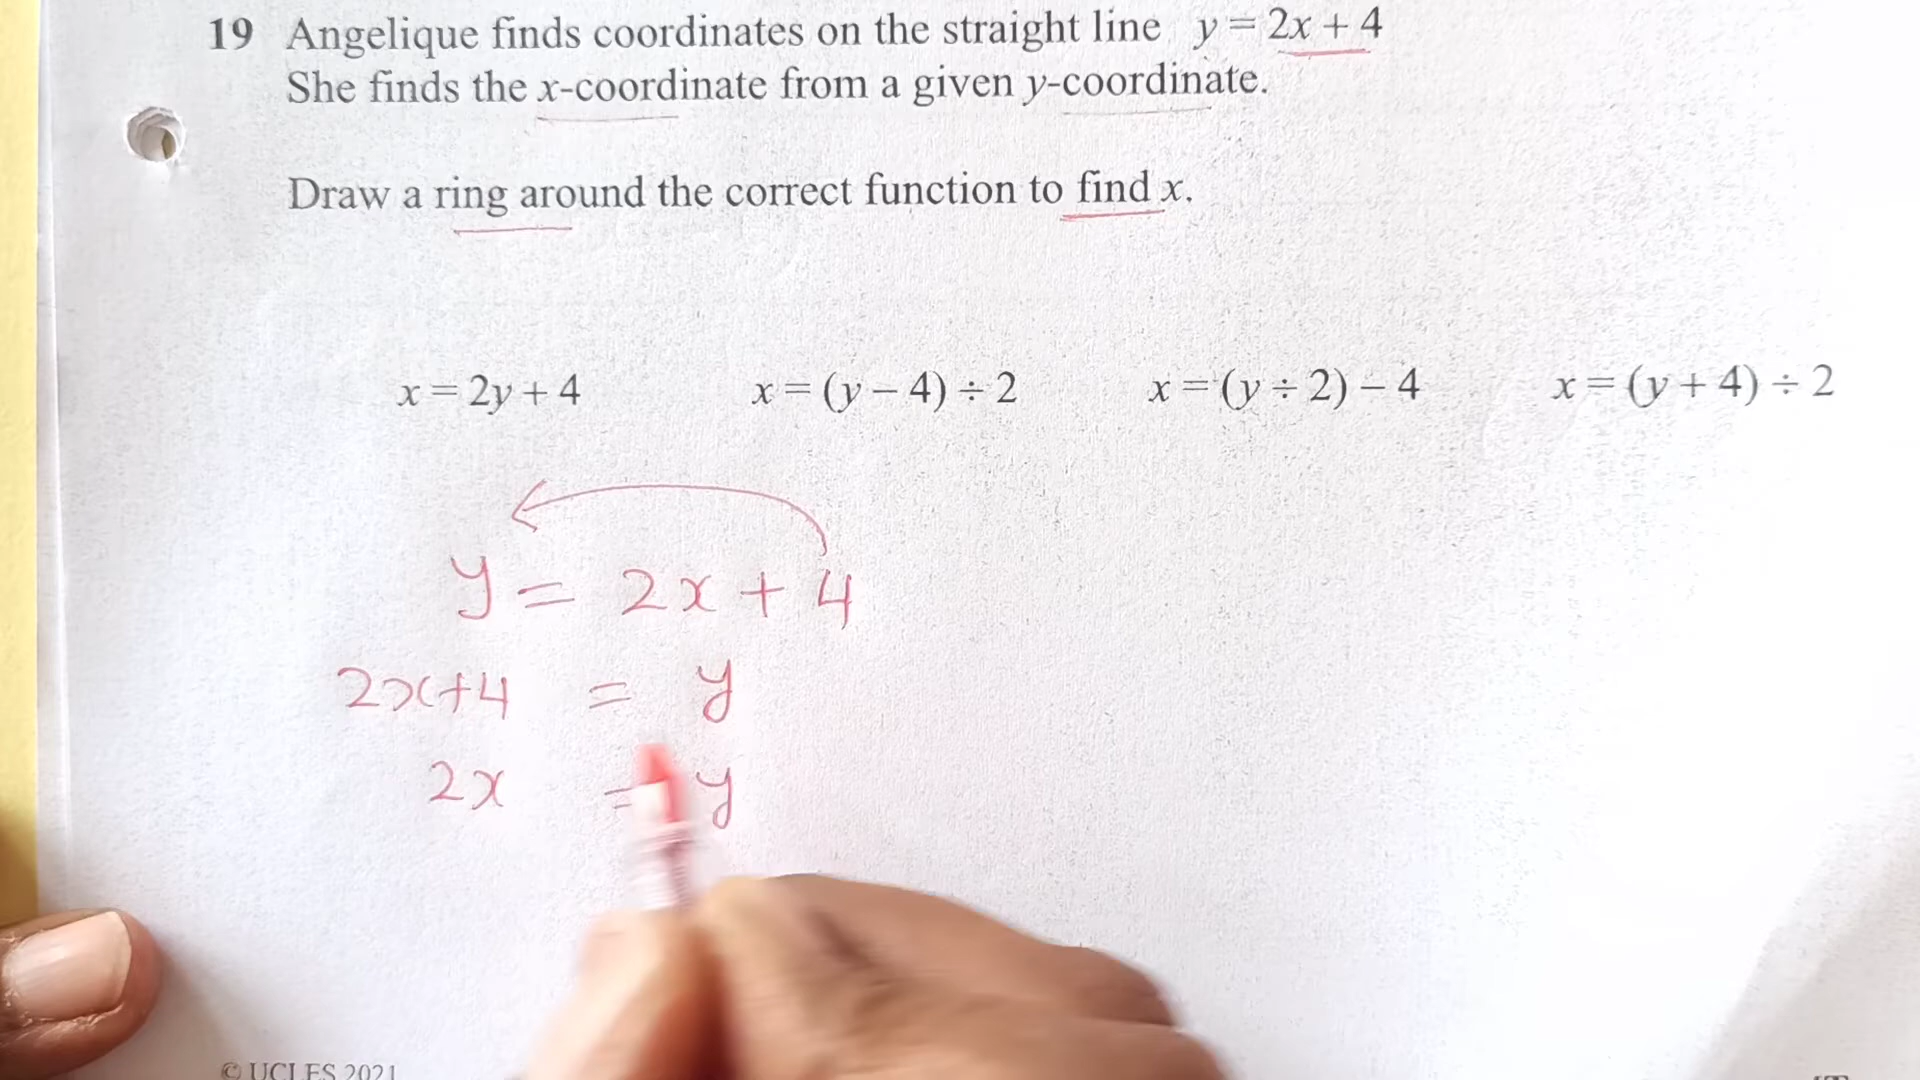 19 Angelique finds coordinates on the straight line y = 2x + 4
She finds the x-coordinate from a given y-coordinate.
Draw a ring around the correct function to find x.
x = 2y + 4 x = (y – 4) ÷ 2 x = (y ÷ 2) – 4 x = (y + 4) ÷ 2
y = 2x + 4
2x+4 = y
2x = y
© UCLES 2021